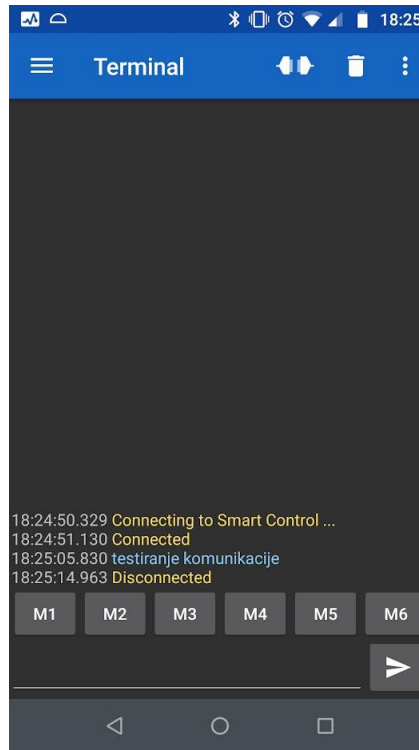 18:25
Terminal
18:24:50.329 Connecting to Smart Control ...
18:24:51.130 Connected
18:25:05.830 testiranje komunikacije
18:25:14.963 Disconnected
M1 M2 M3 M4 M5 M6